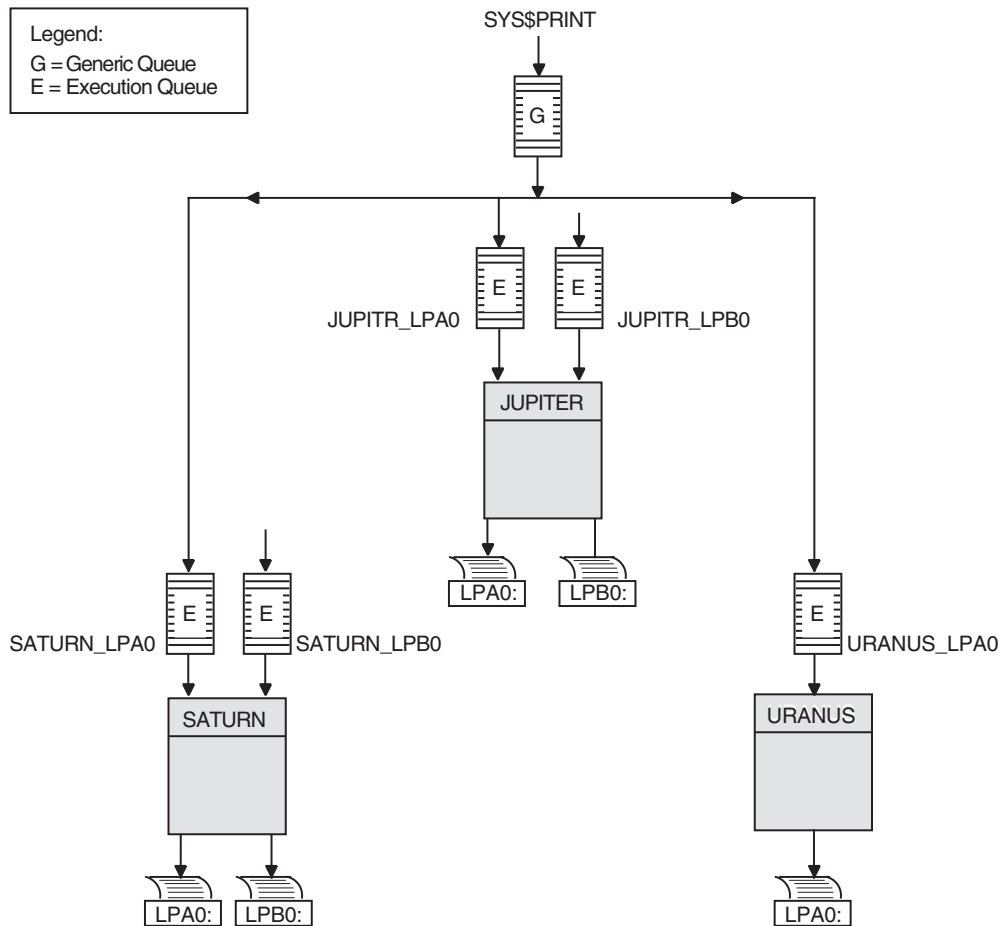 Legend:
G = Generic Queue
E = Execution Queue
SYS$PRINT
G
E
E
JUPITR_LPA0
JUPITR_LPB0
JUPITER
LPA0:
LPB0:
E
E
E
SATURN_LPA0
SATURN_LPB0
URANUS_LPA0
SATURN
URANUS
LPA0:
LPB0:
LPA0: